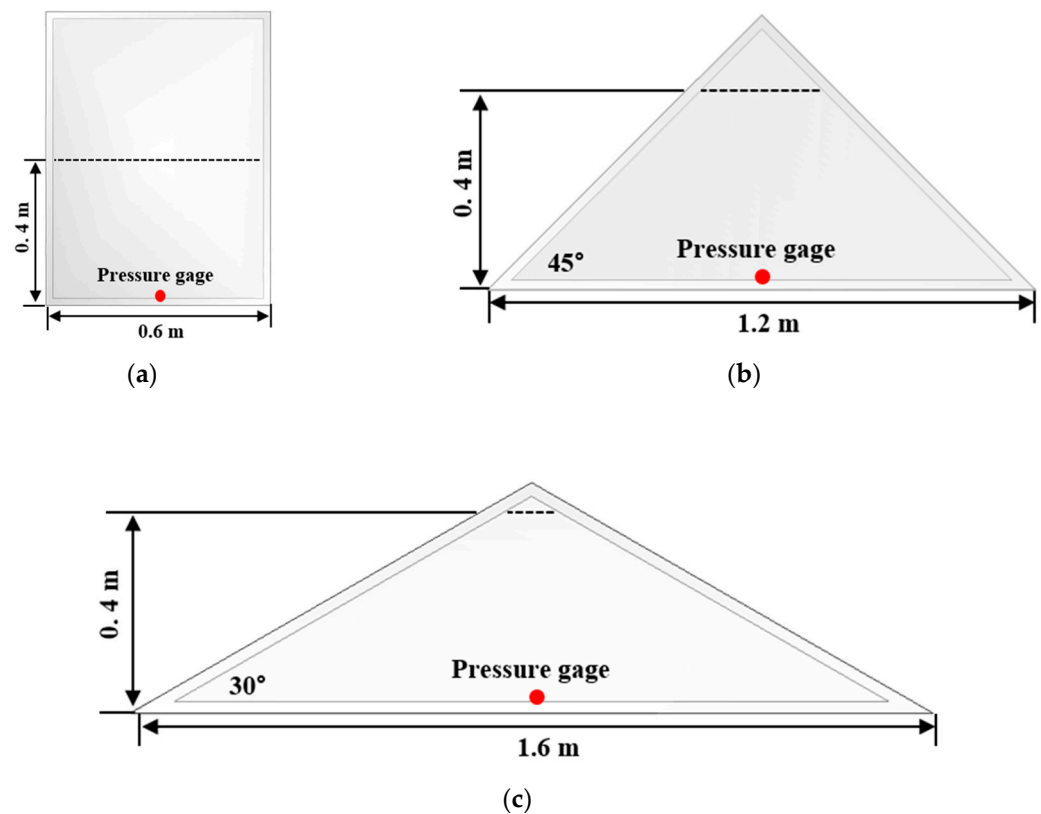 0.4 m
Pressure gage
0.6 m
(a)
0. 4 m
Pressure gage
45°
1.2 m
(b)
0. 4 m
Pressure gage
30°
1.6 m
(c)